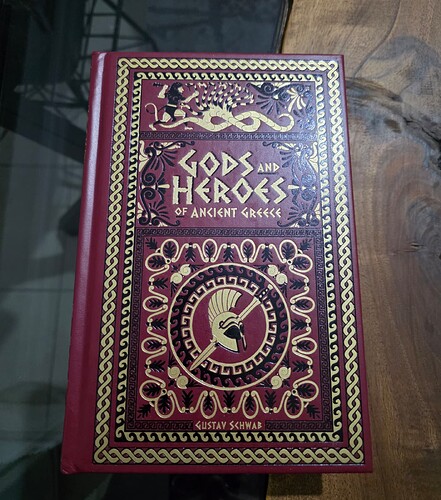 GODS AND
HEROES
OF ANCIENT GREECE
GUSTAV SCHWAB